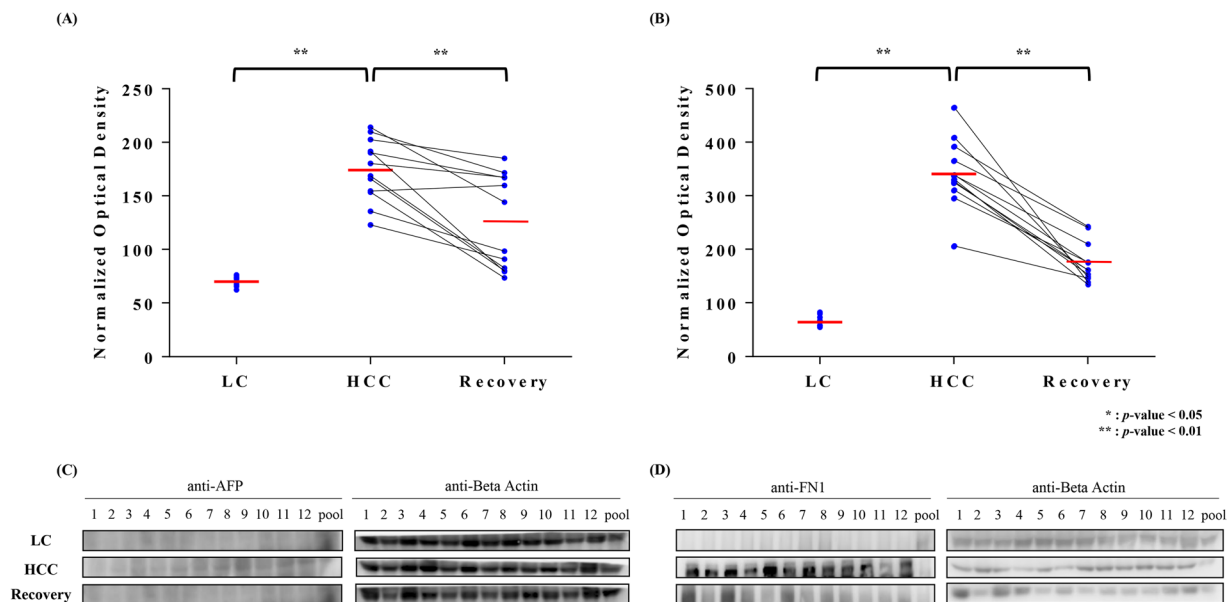 (A)
(B)
**
**
**
**
Normalized Optical Density
250
200
150
100
50
0
LC
HCC
Recovery
Normalized Optical Density
500
400
300
200
100
0
LC
HCC
Recovery
* : p-value < 0.05
** : p-value < 0.01
(C)
anti-AFP
anti-Beta Actin
1 2 3 4 5 6 7 8 9 10 11 12 pool
1 2 3 4 5 6 7 8 9 10 11 12 pool
LC
HCC
Recovery
(D)
anti-FN1
anti-Beta Actin
1 2 3 4 5 6 7 8 9 10 11 12 pool
1 2 3 4 5 6 7 8 9 10 11 12 pool
LC
HCC
Recovery